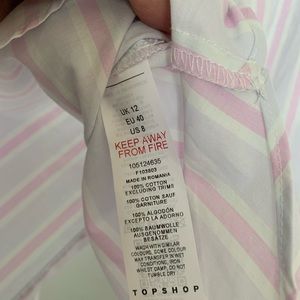 UK 12
EU 40
US 8
KEEP AWAY
FROM FIRE
105124635
F103803
MADE IN ROMANIA
100% COTTON
EXCLUDING TRIMS
100% COTON SAUF
GARNITURE
100% ALGODÓN
EXCEPTO LA ADORNO
100% BAUMWOLLE
AUSGENOMMEN
BESÄTZE
WASH WITH SIMILAR
COLOURS, SOME COLOUR
MAY TRANSFER IN WET
CONDITIONS, IRON
WHILST DAMP, DO NOT
TUMBLE DRY
TOPSHOP